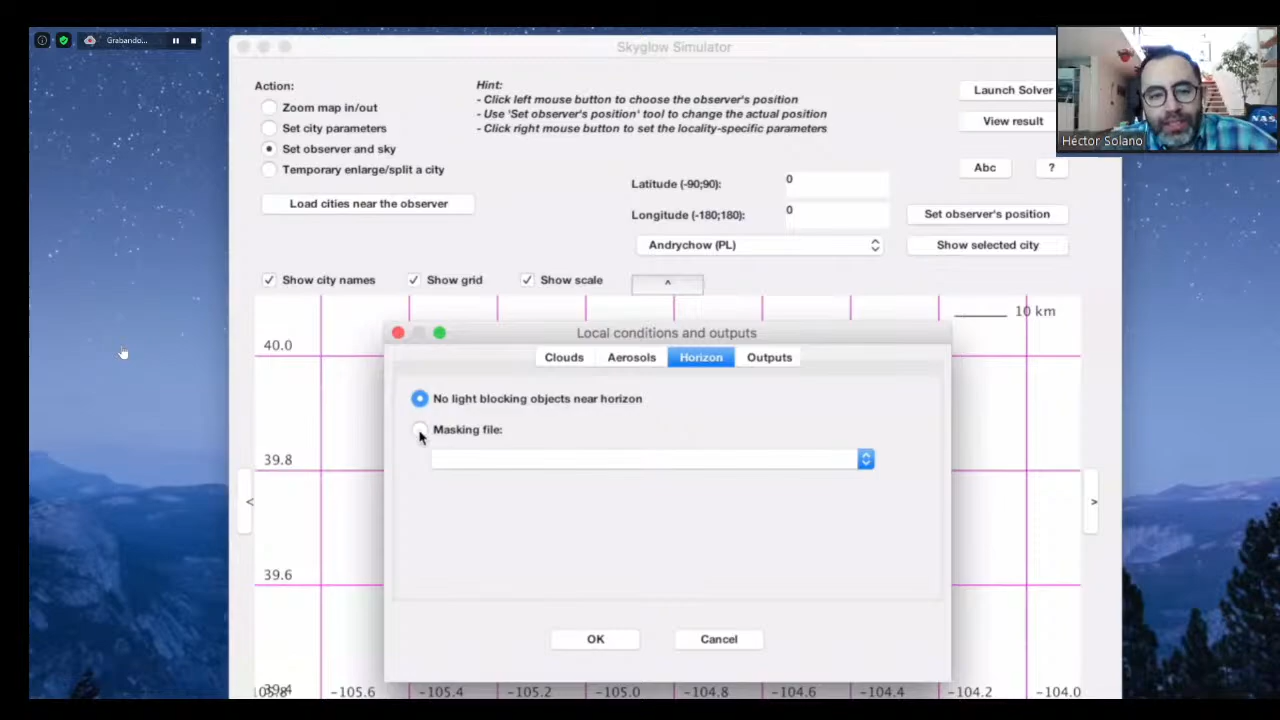 Grabando...
Skyglow Simulator
Action:
Zoom map in/out
Set city parameters
Set observer and sky
Temporary enlarge/split a city
Load cities near the observer
Hint:
- Click left mouse button to choose the observer's position
- Use 'Set observer's position' tool to change the actual position
- Click right mouse button to set the locality-specific parameters
Launch Solver
View result
Abc ?
Latitude (-90;90): 0
Longitude (-180;180): 0
Set observer's position
Andrychow (PL)
Show selected city
Show city names Show grid Show scale ^
Héctor Solano
10 km
40.0
39.8
39.6
39.4
< >
Local conditions and outputs
Clouds Aerosols Horizon Outputs
No light blocking objects near horizon
Masking file:
OK Cancel
-105.6 -105.4 -105.2 -105.0 -104.8 -104.6 -104.4 -104.2 -104.0